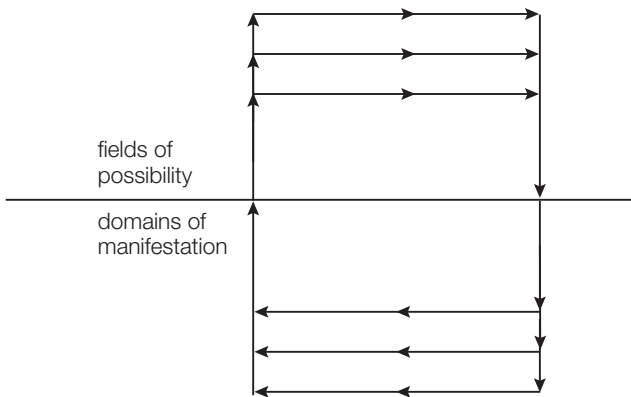 fields of
possibility
domains of
manifestation